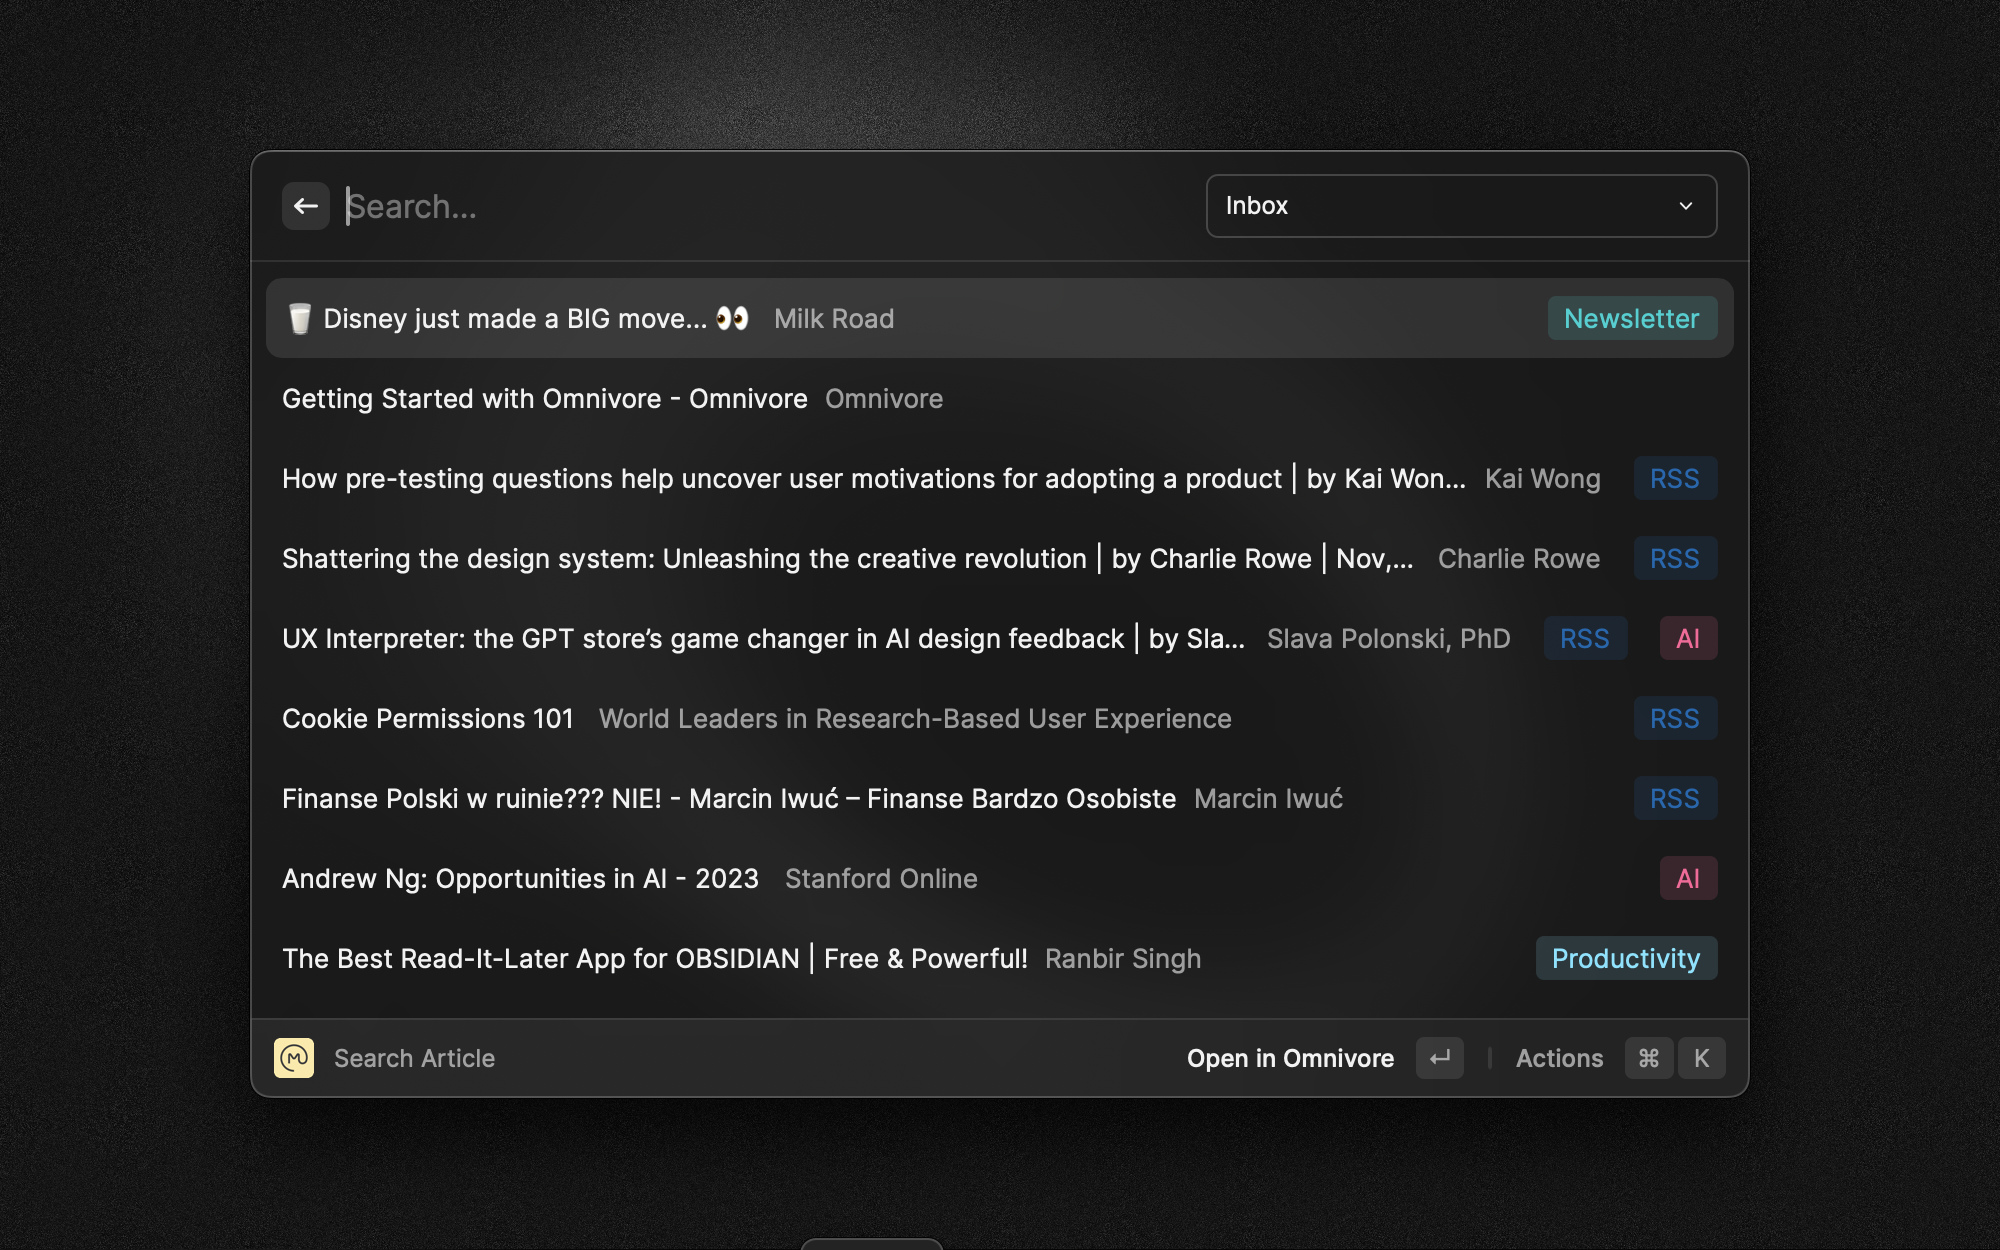 Search...
Inbox
Disney just made a BIG move... 👀 Milk Road Newsletter
Getting Started with Omnivore - Omnivore Omnivore
How pre-testing questions help uncover user motivations for adopting a product | by Kai Won... Kai Wong RSS
Shattering the design system: Unleashing the creative revolution | by Charlie Rowe | Nov,... Charlie Rowe RSS
UX Interpreter: the GPT store’s game changer in AI design feedback | by Sla... Slava Polonski, PhD RSS AI
Cookie Permissions 101 World Leaders in Research-Based User Experience RSS
Finanse Polski w ruinie??? NIE! - Marcin Iwuć – Finanse Bardzo Osobiste Marcin Iwuć RSS
Andrew Ng: Opportunities in AI - 2023 Stanford Online AI
The Best Read-It-Later App for OBSIDIAN | Free & Powerful! Ranbir Singh Productivity
Search Article
Open in Omnivore ↵ Actions ⌘ K